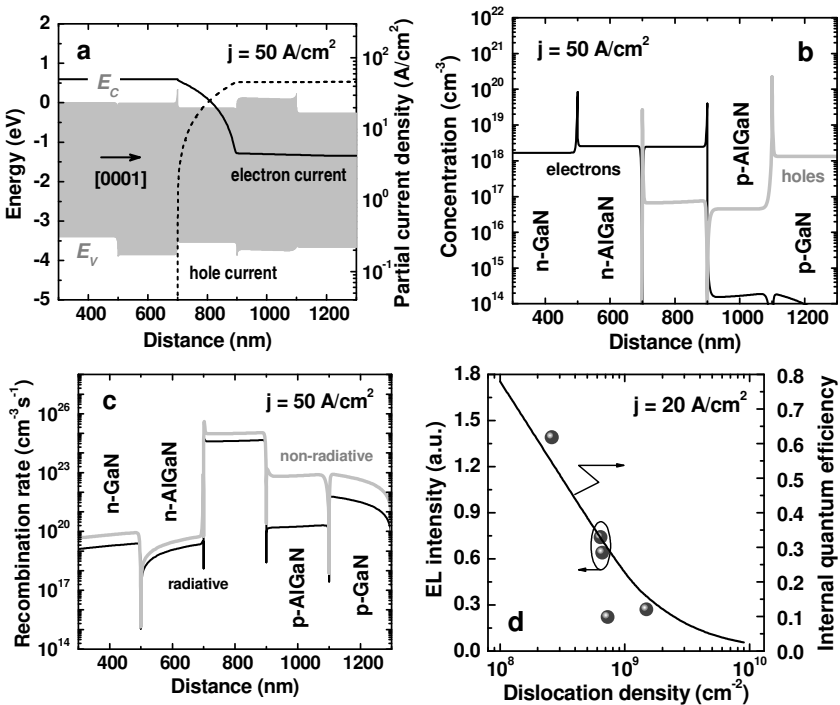 a
j = 50 A/cm²
E_C
[0001]
electron current
E_V
hole current
2
1
0
-1
-2
-3
-4
-5
Energy (eV)
10²
10¹
10⁰
10⁻¹
Partial current density (A/cm²)
400 600 800 1000 1200
Distance (nm)
j = 50 A/cm²
b
10²²
10²¹
10²⁰
10¹⁹
10¹⁸
10¹⁷
10¹⁶
10¹⁵
10¹⁴
Concentration (cm⁻³)
electrons
holes
n-GaN
n-AlGaN
p-AlGaN
p-GaN
400 600 800 1000 1200
Distance (nm)
c
j = 50 A/cm²
10²⁶
10²³
10²⁰
10¹⁷
10¹⁴
Recombination rate (cm⁻³ s⁻¹)
n-GaN
n-AlGaN
non-radiative
radiative
p-AlGaN
p-GaN
400 600 800 1000 1200
Distance (nm)
j = 20 A/cm²
d
1.8
1.5
1.2
0.9
0.6
0.3
0.0
EL intensity (a.u.)
0.8
0.7
0.6
0.5
0.4
0.3
0.2
0.1
0.0
Internal quantum efficiency
10⁸ 10⁹ 10¹⁰
Dislocation density (cm⁻²)